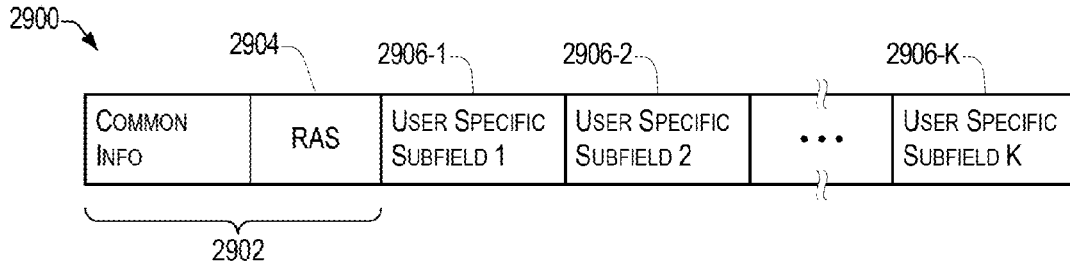 2900
2904
2906-1
2906-2
2906-K
COMMON
INFO
RAS
USER SPECIFIC
SUBFIELD 1
USER SPECIFIC
SUBFIELD 2
...
USER SPECIFIC
SUBFIELD K
2902